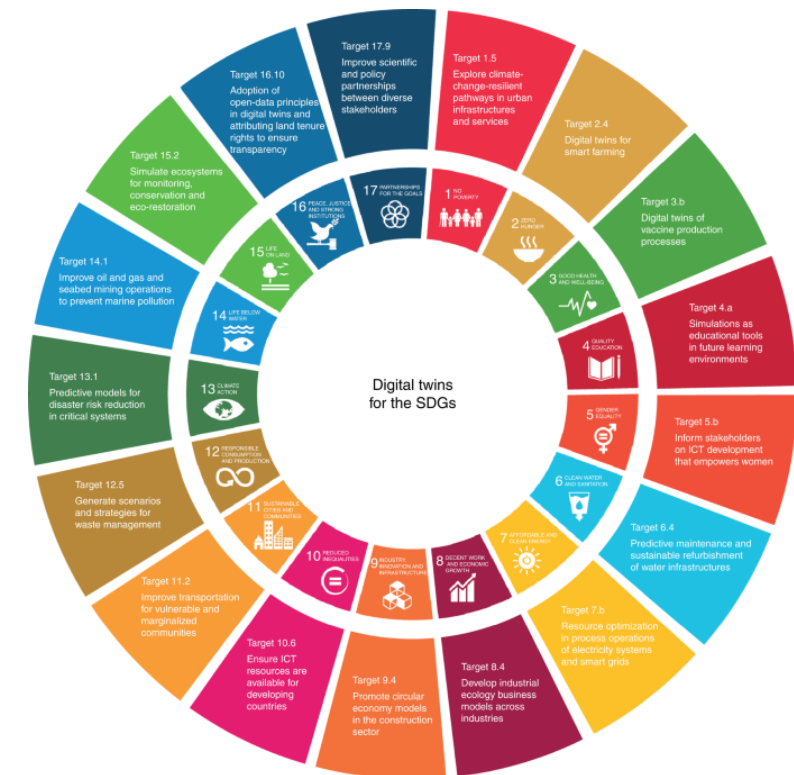 Digital twins
for the SDGs
Target 1.5
Explore climate-
change-resilient
pathways in urban
infrastructures
and services
1 NO
POVERTY
Target 2.4
Digital twins for
smart farming
2 ZERO
HUNGER
Target 3.b
Digital twins of
vaccine production
processes
3 GOOD HEALTH
AND WELL-BEING
Target 4.a
Simulations as
educational tools
in future learning
environments
4 QUALITY
EDUCATION
Target 5.b
Inform stakeholders
on ICT development
that empowers women
5 GENDER
EQUALITY
Target 6.4
Predictive maintenance and
sustainable refurbishment
of water infrastructures
6 CLEAN WATER
AND SANITATION
Target 7.b
Resource optimization
in process operations
of electricity systems
and smart grids
7 AFFORDABLE AND
CLEAN ENERGY
Target 8.4
Develop industrial
ecology business
models across
industries
8 DECENT WORK
AND ECONOMIC
GROWTH
Target 9.4
Promote circular
economy models
in the construction
sector
9 INDUSTRY,
INNOVATION AND
INFRASTRUCTURE
Target 10.6
Ensure ICT
resources are
available for
developing
countries
10 REDUCED
INEQUALITIES
Target 11.2
Improve transportation
for vulnerable and
marginalized
communities
11 SUSTAINABLE
CITIES AND
COMMUNITIES
Target 12.5
Generate scenarios
and strategies for
waste management
12 RESPONSIBLE
CONSUMPTION
AND PRODUCTION
Target 13.1
Predictive models for
disaster risk reduction
in critical systems
13 CLIMATE
ACTION
Target 14.1
Improve oil and gas and
seabed mining operations
to prevent marine pollution
14 LIFE BELOW
WATER
Target 15.2
Simulate ecosystems
for monitoring,
conservation and
eco-restoration
15 LIFE
ON LAND
Target 16.10
Adoption of
open-data principles
in digital twins and
attributing land tenure
rights to ensure
transparency
16 PEACE, JUSTICE
AND STRONG
INSTITUTIONS
Target 17.9
Improve scientific
and policy
partnerships
between diverse
stakeholders
17 PARTNERSHIPS
FOR THE GOALS